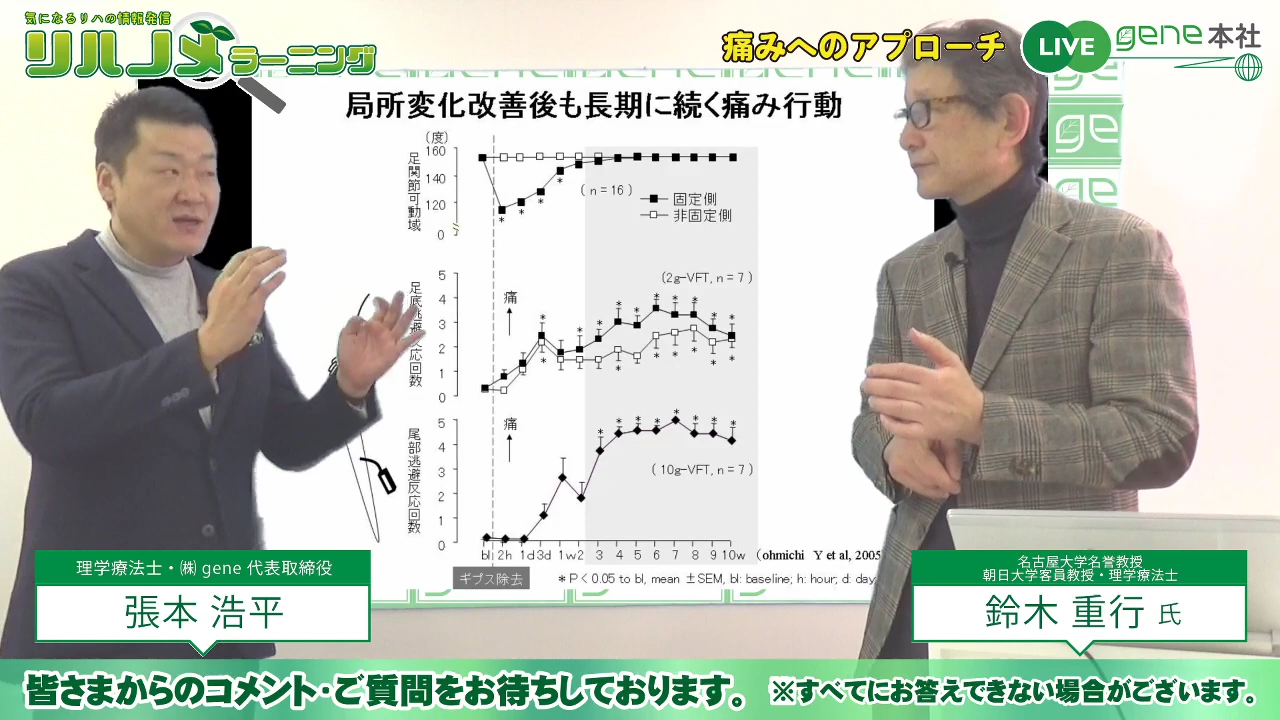 気になるリハの情報発信
リハノメ
ラーニング
痛みへのアプローチ
LIVE
gene本社
ge
局所変化改善後も長期に続く痛み行動
(度)
足関節可動域
160
140
120
0
(n=16)
固定側
非固定側
(2g-VFT, n=7)
足底逃避反応回数
5
4
3
2
1
0
痛
尾部逃避反応回数
5
4
3
2
1
0
痛
(10g-VFT, n=7)
bl 2h 1d 3d 1w 2 3 4 5 6 7 8 9 10w
(ohmichi Y et al, 2005
ギプス除去
*P<0.05 to bl, mean ±SEM, bl: baseline; h: hour; d: day
理学療法士・㈱gene 代表取締役
張本 浩平
名古屋大学名誉教授
朝日大学客員教授・理学療法士
鈴木 重行 氏
皆さまからのコメント・ご質問をお待ちしております。 ※すべてにお答えできない場合がございます。